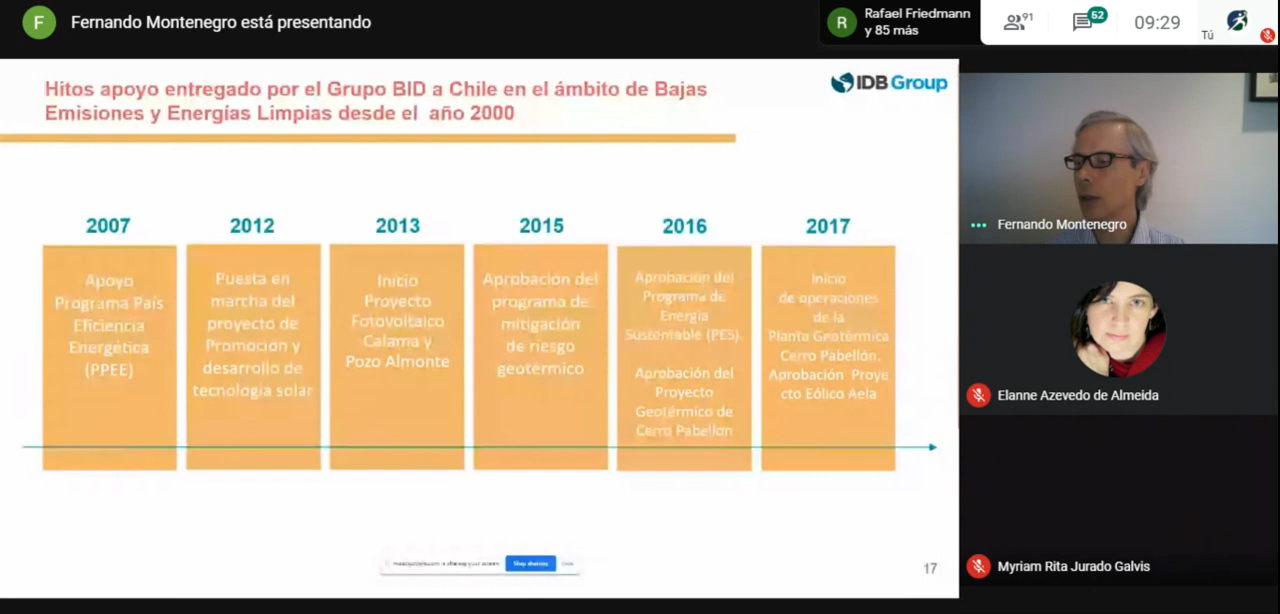 F
Fernando Montenegro está presentando
R
Rafael Friedmann
y 85 más
91
52
09:29
Tú
Hitos apoyo entregado por el Grupo BID a Chile en el ámbito de Bajas
Emisiones y Energías Limpias desde el año 2000
IDB Group
2007
Apoyo
Programa País
Eficiencia
Energética
(PPEE)
2012
Puesta en
marcha del
proyecto de
Promoción y
desarrollo de
tecnología solar
2013
Inicio
Proyecto
Fotovoltaico
Calama y
Pozo Almonte
2015
Aprobación del
programa de
mitigación
de riesgo
geotérmico
2016
Aprobación del
Programa de
Energía
Sustentable (PES)
Aprobación del
Proyecto
Geotérmico de
Cerro Pabellon
2017
Inicio
de operaciones
de la
Planta Geotérmica
Cerro Pabellón.
Aprobación Proye
cto Eólico Aela
Stop sharing
17
Fernando Montenegro
Elanne Azevedo de Almeida
Myriam Rita Jurado Galvis